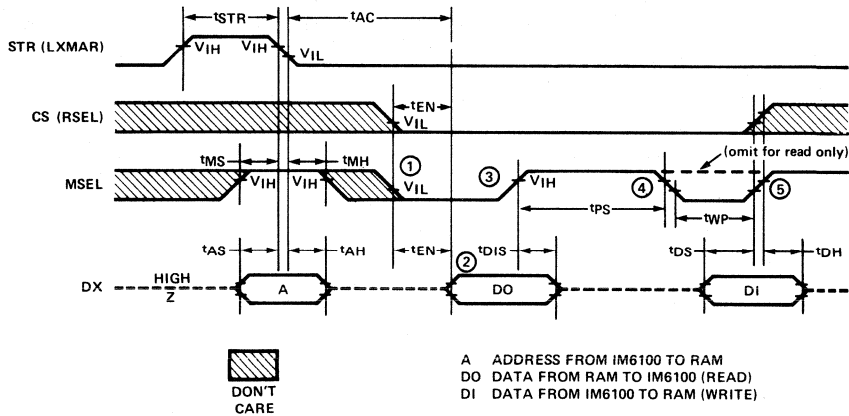 tSTR
tAC
STR (LXMAR)
VIH
VIH
VIL
CS (RSEL)
tEN
VIL
(omit for read only)
tMS
tMH
1
MSEL
VIH
VIH
VIL
3
VIH
4
5
tPS
tWP
tAS
tAH
tEN
2
tDIS
tDS
tDH
DX
HIGH
Z
A
DO
DI
DON'T
CARE
A ADDRESS FROM IM6100 TO RAM
DO DATA FROM RAM TO IM6100 (READ)
DI DATA FROM IM6100 TO RAM (WRITE)